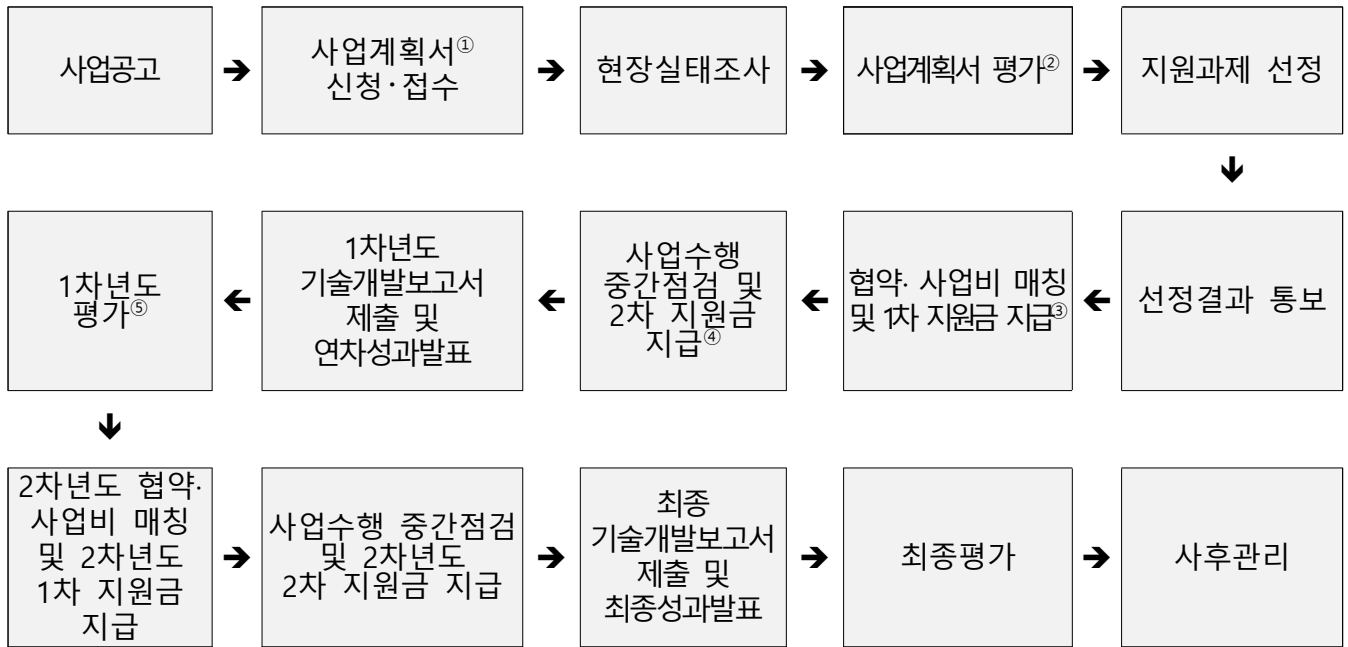 사업공고
➔
사업계획서①
신청·접수
➔
현장실태조사
➔
사업계획서 평가②
➔
지원과제 선정
➔
선정결과 통보
➔
협약· 사업비 매칭
및 1차 지원금 지급③
➔
사업수행
중간점검 및
2차 지원금
지급④
➔
1차년도
기술개발보고서
제출 및
연차성과발표
➔
1차년도
평가⑤
➔
2차년도 협약·
사업비 매칭
및 2차년도
1차 지원금
지급
➔
사업수행 중간점검
및 2차년도
2차 지원금 지급
➔
최종
기술개발보고서
제출 및
최종성과발표
➔
최종평가
➔
사후관리